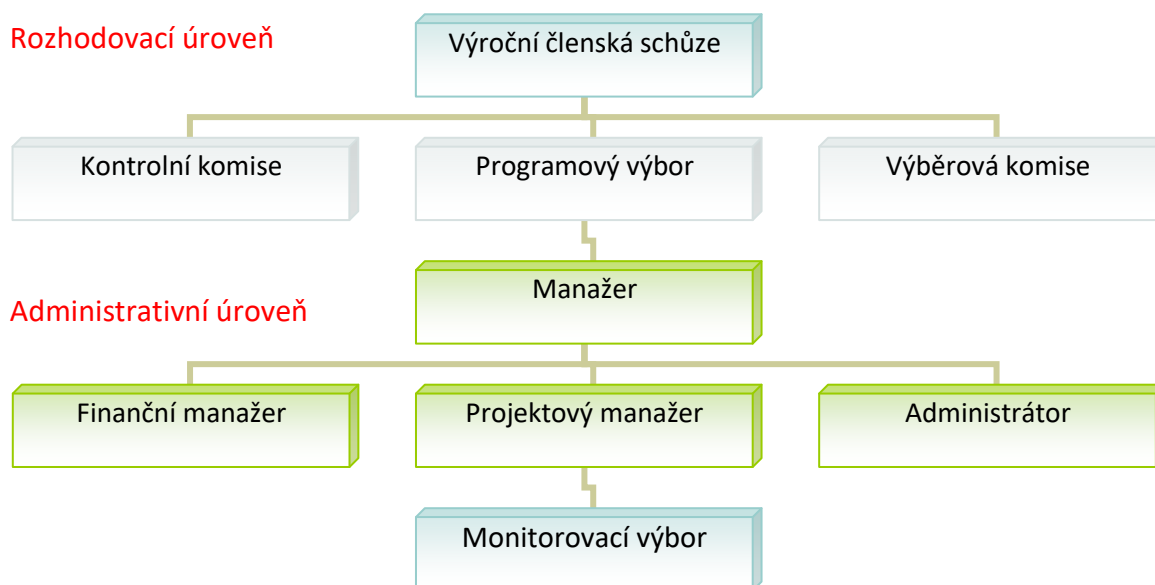 Rozhodovací úroveň
Výroční členská schůze
Kontrolní komise
Programový výbor
Výběrová komise
Manažer
Administrativní úroveň
Finanční manažer
Projektový manažer
Administrátor
Monitorovací výbor